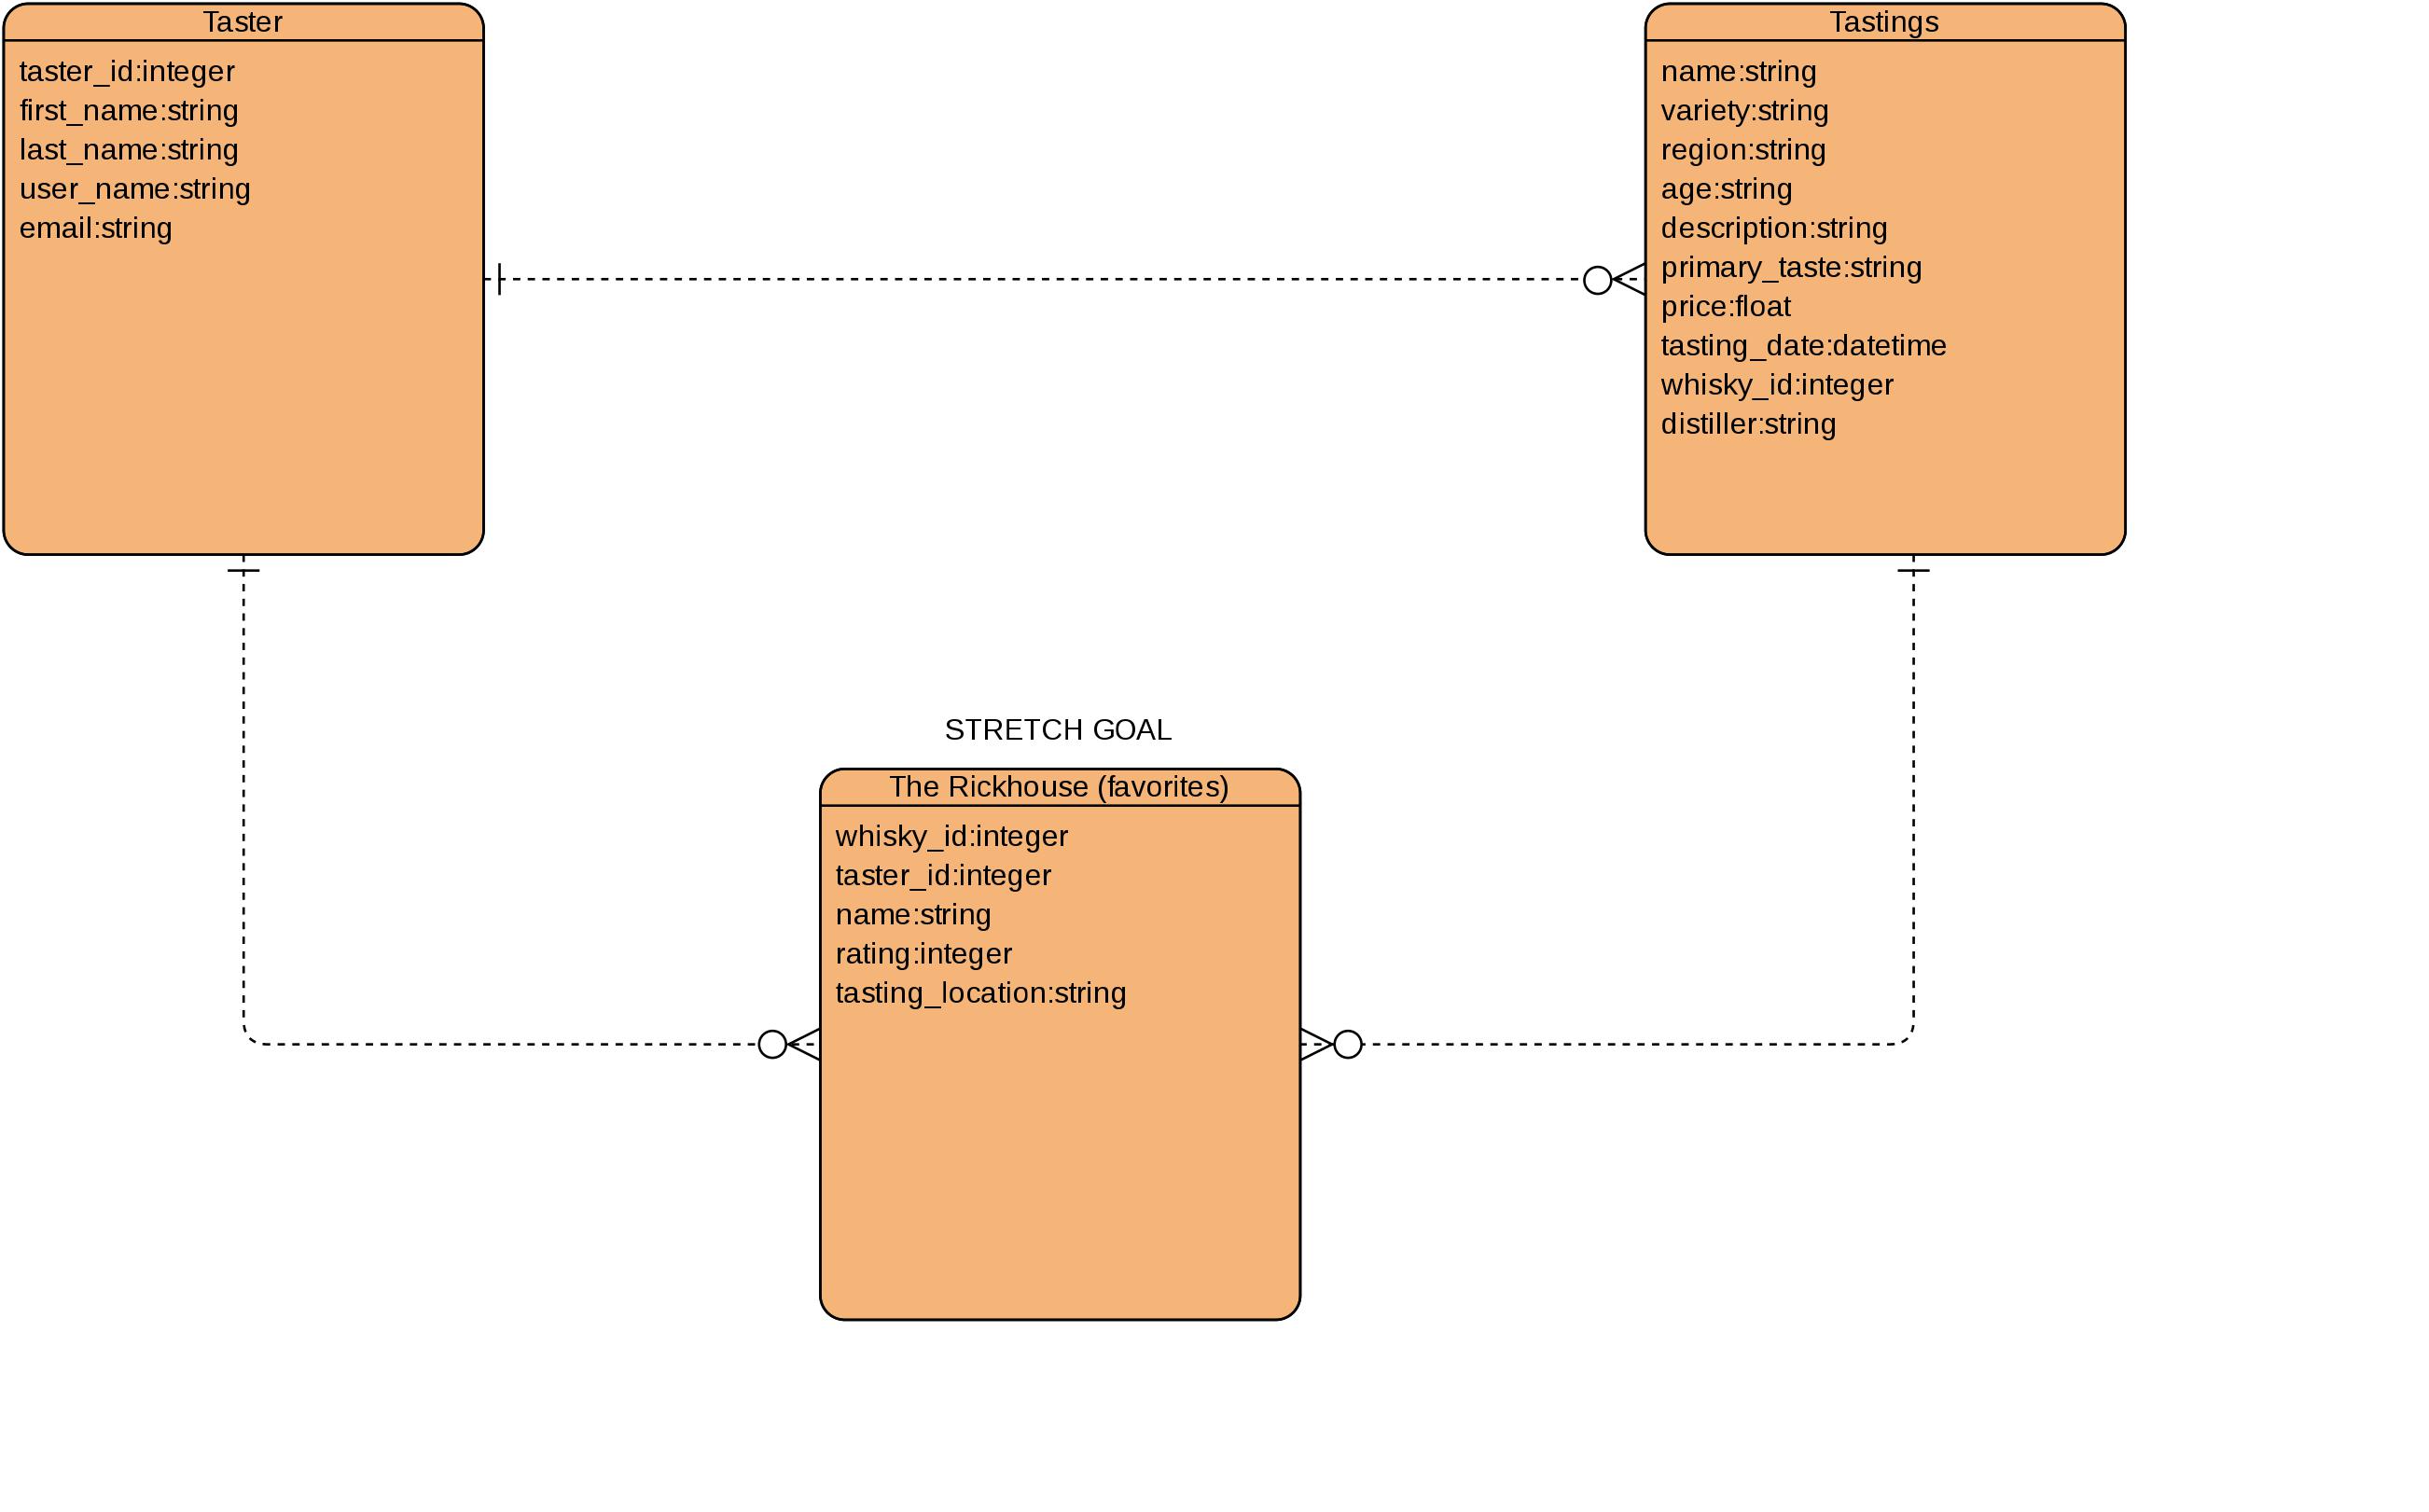 Taster
taster_id:integer
first_name:string
last_name:string
user_name:string
email:string
Tastings
name:string
variety:string
region:string
age:string
description:string
primary_taste:string
price:float
tasting_date:datetime
whisky_id:integer
distiller:string
STRETCH GOAL
The Rickhouse (favorites)
whisky_id:integer
taster_id:integer
name:string
rating:integer
tasting_location:string